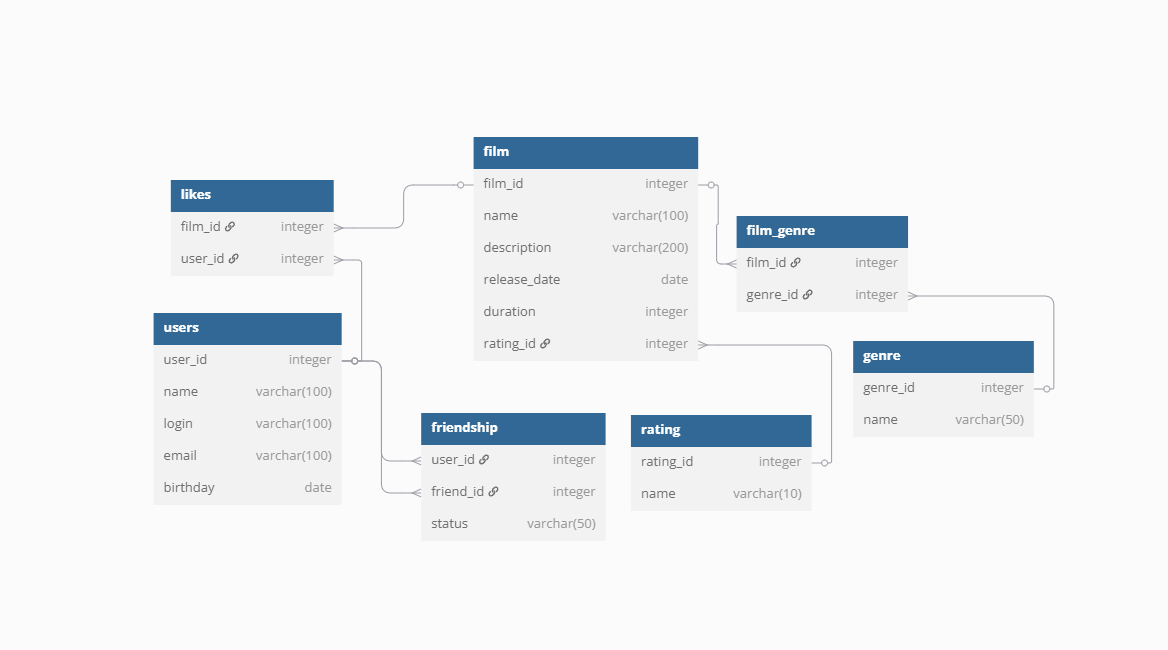 film
film_id integer
name varchar(100)
description varchar(200)
release_date date
duration integer
rating_id integer
likes
film_id integer
user_id integer
film_genre
film_id integer
genre_id integer
users
user_id integer
name varchar(100)
login varchar(100)
email varchar(100)
birthday date
genre
genre_id integer
name varchar(50)
friendship
user_id integer
friend_id integer
status varchar(50)
rating
rating_id integer
name varchar(10)